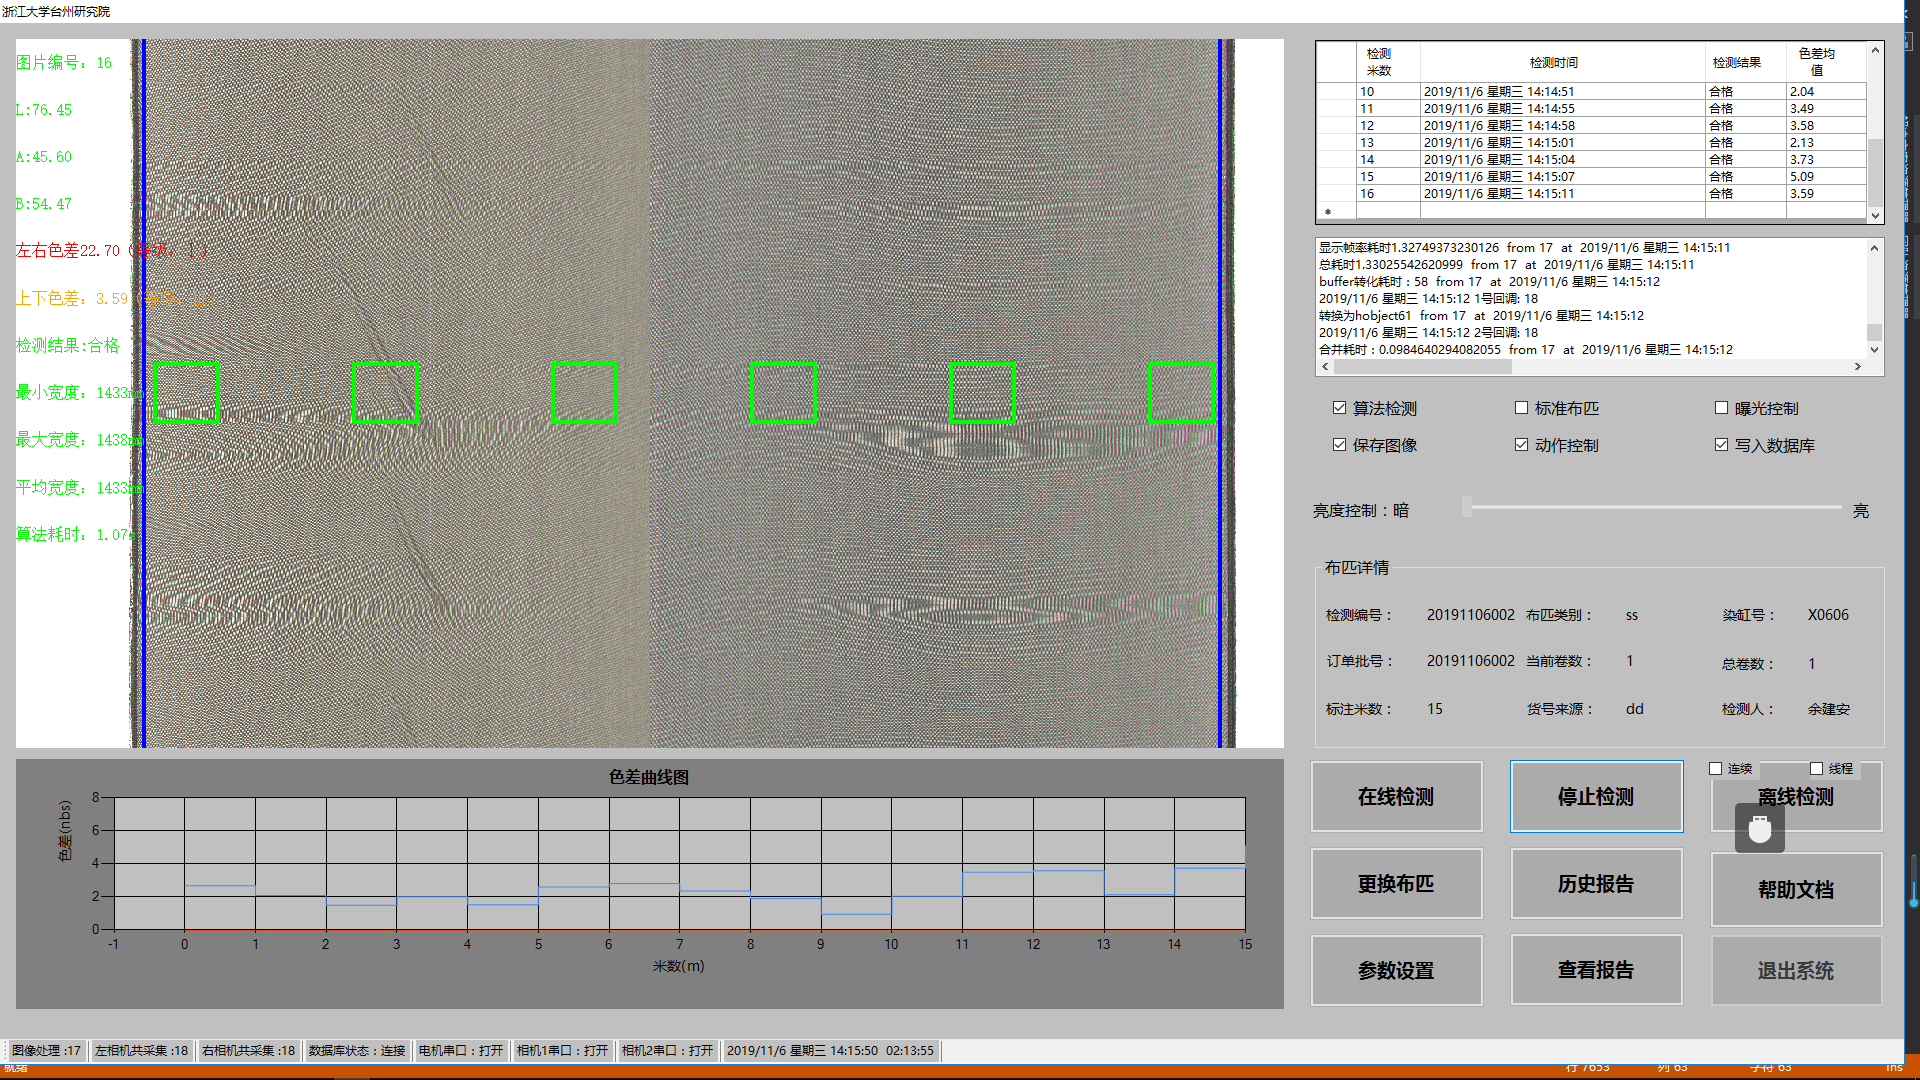 浙江大学台州研究院
图片编号: 16
L:76.45
A:45.60
B:54.47
左右色差22.70
上下色差: 3.59
检测结果:合格
最小宽度: 1433m
最大宽度: 1438m
平均宽度: 1433m
算法耗时: 1.07
检测米数 检测时间 检测结果 色差均值
10 2019/11/6 星期三 14:14:51 合格 2.04
11 2019/11/6 星期三 14:14:55 合格 3.49
12 2019/11/6 星期三 14:14:58 合格 3.58
13 2019/11/6 星期三 14:15:01 合格 2.13
14 2019/11/6 星期三 14:15:04 合格 3.73
15 2019/11/6 星期三 14:15:07 合格 5.09
16 2019/11/6 星期三 14:15:11 合格 3.59
显示帧率耗时1.32749373230126 from 17 at 2019/11/6 星期三 14:15:11
总耗时1.33025542620999 from 17 at 2019/11/6 星期三 14:15:11
buffer转化耗时：58 from 17 at 2019/11/6 星期三 14:15:12
2019/11/6 星期三 14:15:12 1号回调: 18
转换为hobject61 from 17 at 2019/11/6 星期三 14:15:12
2019/11/6 星期三 14:15:12 2号回调: 18
合并耗时：0.0984640294082055 from 17 at 2019/11/6 星期三 14:15:12
算法检测 标准布匹 曝光控制
保存图像 动作控制 写入数据库
亮度控制：暗 亮
布匹详情
检测编号： 20191106002 布匹类别： ss 染缸号： X0606
订单批号： 20191106002 当前卷数： 1 总卷数： 1
标注米数： 15 货号来源： dd 检测人： 余建安
色差曲线图
色差(nbs)
8
6
4
2
0
-1 0 1 2 3 4 5 6 7 8 9 10 11 12 13 14 15
米数(m)
连续 线程
在线检测 停止检测 离线检测
更换布匹 历史报告 帮助文档
参数设置 查看报告 退出系统
图像处理 :17 左相机共采集 :18 右相机共采集 :18 数据库状态：连接 电机串口：打开 相机1串口：打开 相机2串口：打开 2019/11/6 星期三 14:15:50 02:13:55
就绪 行 7653 列 63 字符 63 Ins